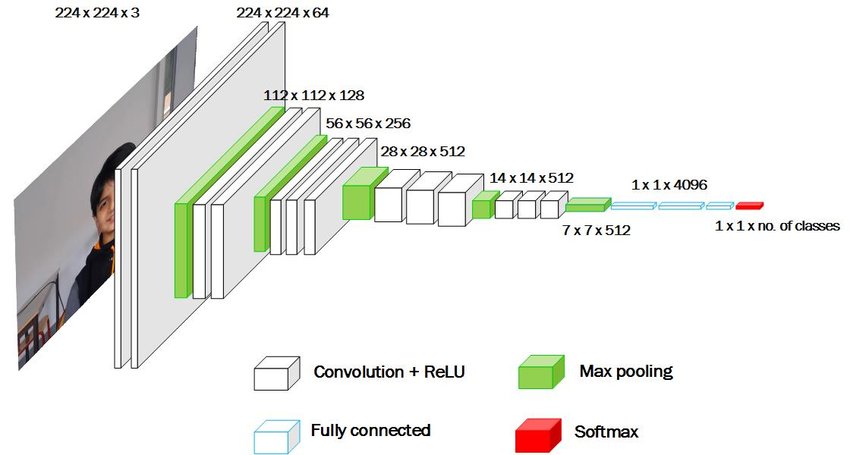 224 x 224 x 3
224 x 224 x 64
112 x 112 x 128
56 x 56 x 256
28 x 28 x 512
14 x 14 x 512
1 x 1 x 4096
7 x 7 x 512
1 x 1 x no. of classes
Convolution + ReLU
Max pooling
Fully connected
Softmax